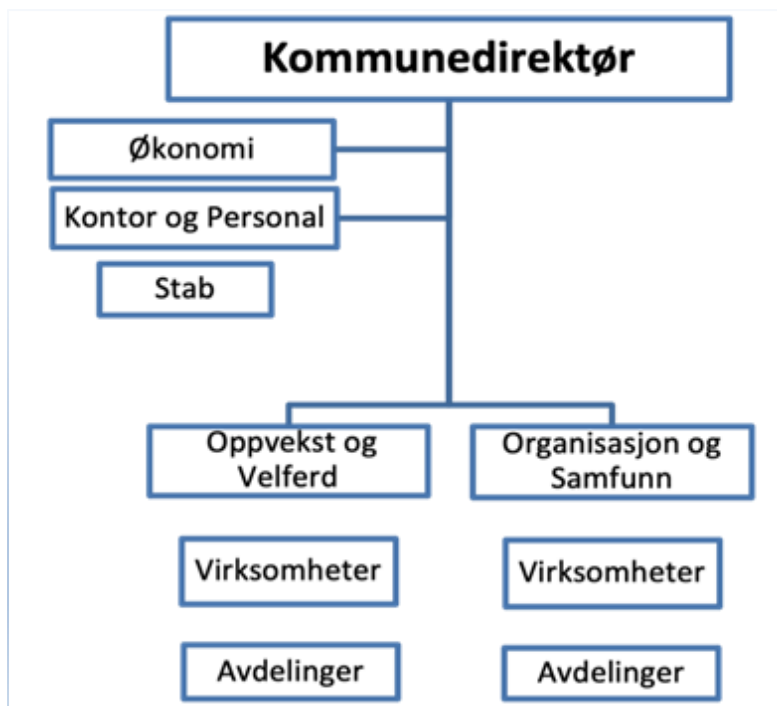 Kommunedirektør
Økonomi
Kontor og Personal
Stab
Oppvekst og
Velferd
Organisasjon og
Samfunn
Virksomheter
Virksomheter
Avdelinger
Avdelinger